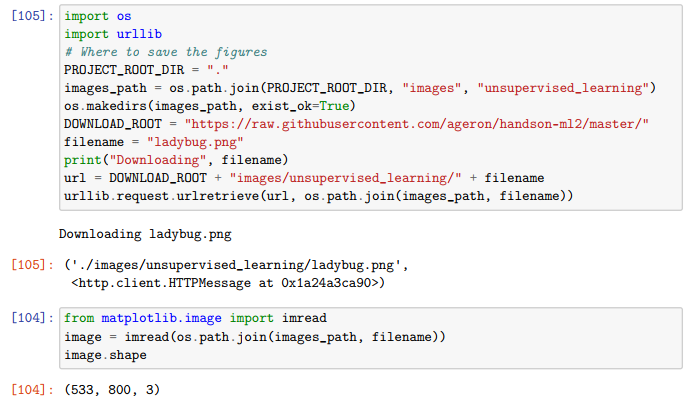 [105]: import os
import urllib
# Where to save the figures
PROJECT_ROOT_DIR = "."
images_path = os.path.join(PROJECT_ROOT_DIR, "images", "unsupervised_learning")
os.makedirs(images_path, exist_ok=True)
DOWNLOAD_ROOT = "https://raw.githubusercontent.com/ageron/handson-ml2/master/"
filename = "ladybug.png"
print("Downloading", filename)
url = DOWNLOAD_ROOT + "images/unsupervised_learning/" + filename
urllib.request.urlretrieve(url, os.path.join(images_path, filename))
Downloading ladybug.png
[105]: ('./images/unsupervised_learning/ladybug.png',
<http.client.HTTPMessage at 0x1a24a3ca90>)
[104]: from matplotlib.image import imread
image = imread(os.path.join(images_path, filename))
image.shape
[104]: (533, 800, 3)